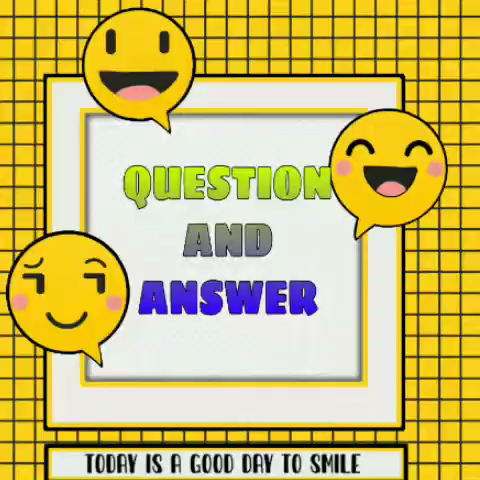 QUESTION
AND
ANSWER
TODAY IS A GOOD DAY TO SMILE